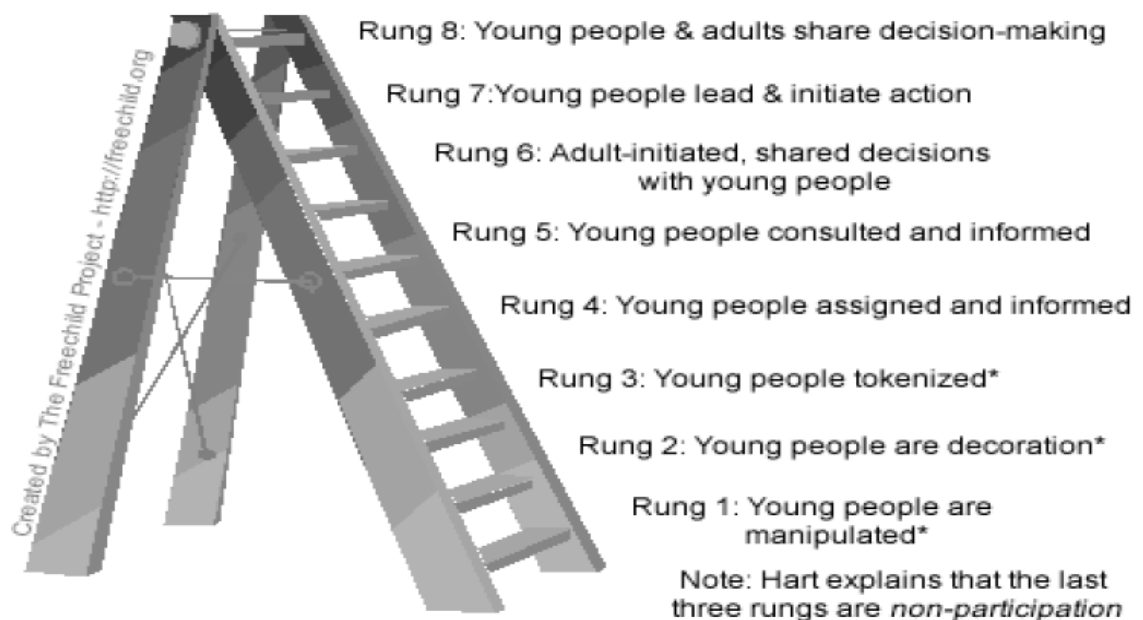 Rung 8: Young people & adults share decision-making
Rung 7:Young people lead & initiate action
Rung 6: Adult-initiated, shared decisions
with young people
Rung 5: Young people consulted and informed
Rung 4: Young people assigned and informed
Rung 3: Young people tokenized*
Rung 2: Young people are decoration*
Rung 1: Young people are
manipulated*
Note: Hart explains that the last
three rungs are non-participation
Created by The Freechild Project - http://freechild.org